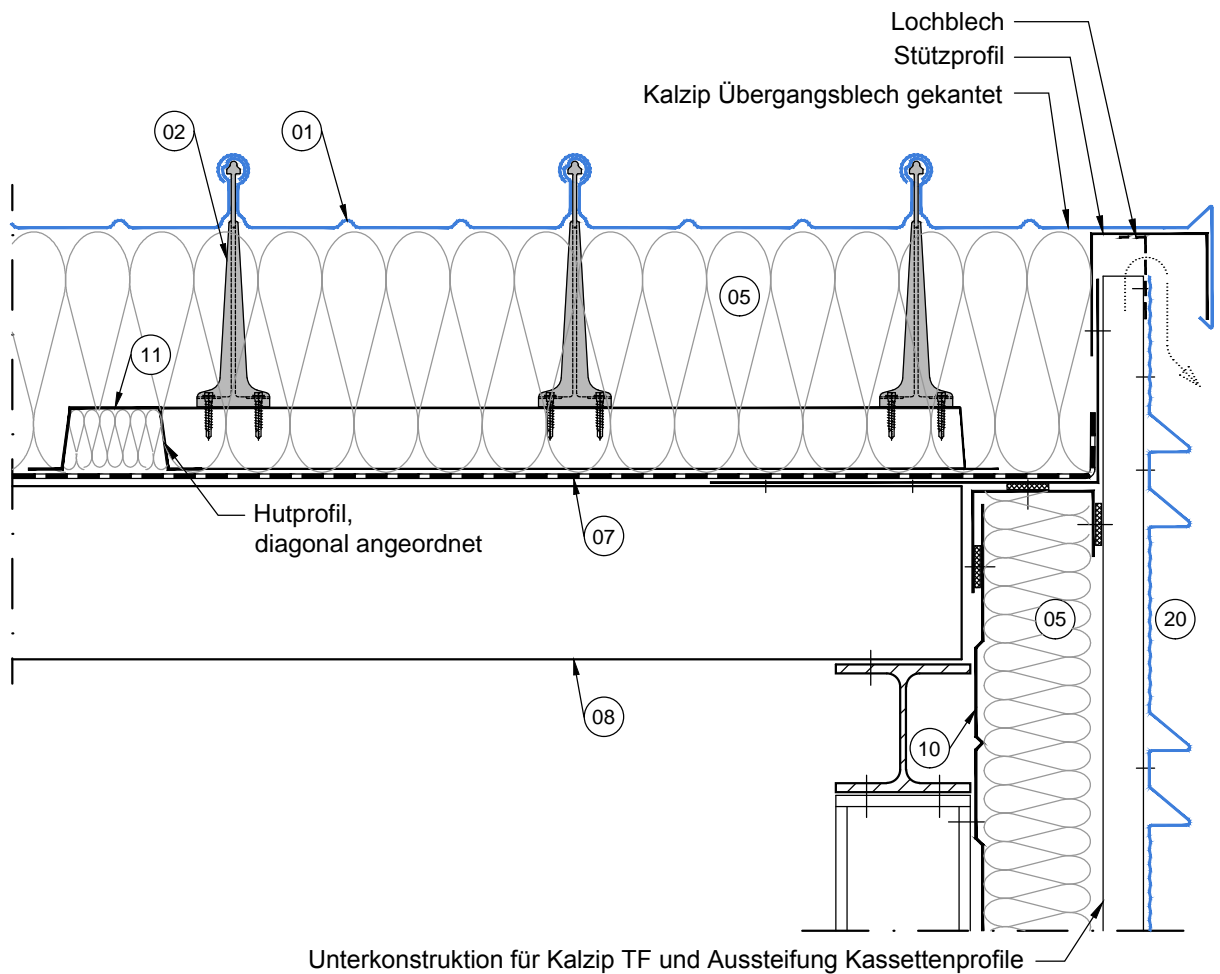 Lochblech
Stützprofil
Kalzip Übergangsblech gekantet
02
01
05
11
Hutprofil,
diagonal angeordnet
07
05
20
08
10
Unterkonstruktion für Kalzip TF und Aussteifung Kassettenprofile